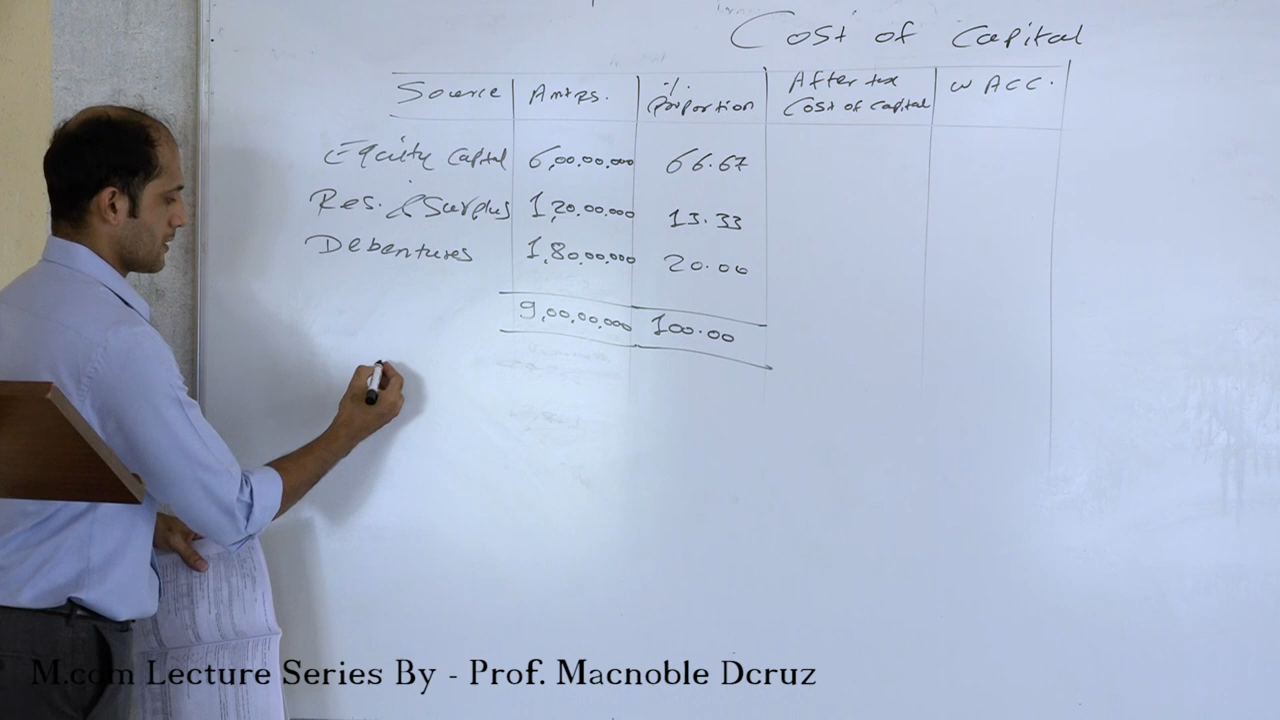 Cost of Capital
Source Amt Rs. % Proportion After tax Cost of Capital WACC.
Equity Capital 6,00,00,000 66.67
Res. & Surplus 1,20,00,000 13.33
Debentures 1,80,00,000 20.00
9,00,00,000 100.00
M.com Lecture Series By - Prof. Macnoble Dcruz